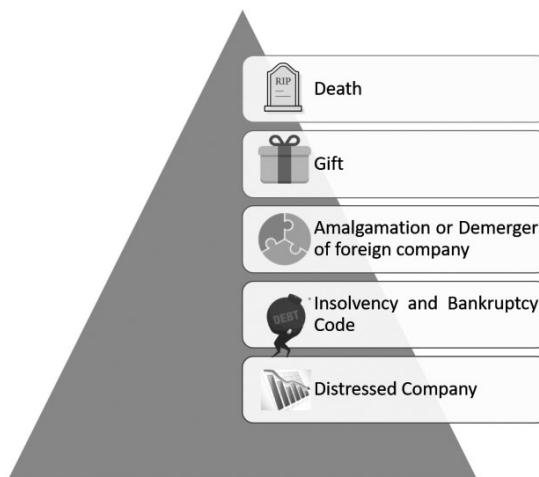 RIP
Death
Gift
Amalgamation or Demerger
of foreign company
DEBT
Insolvency and Bankruptcy
Code
Distressed Company